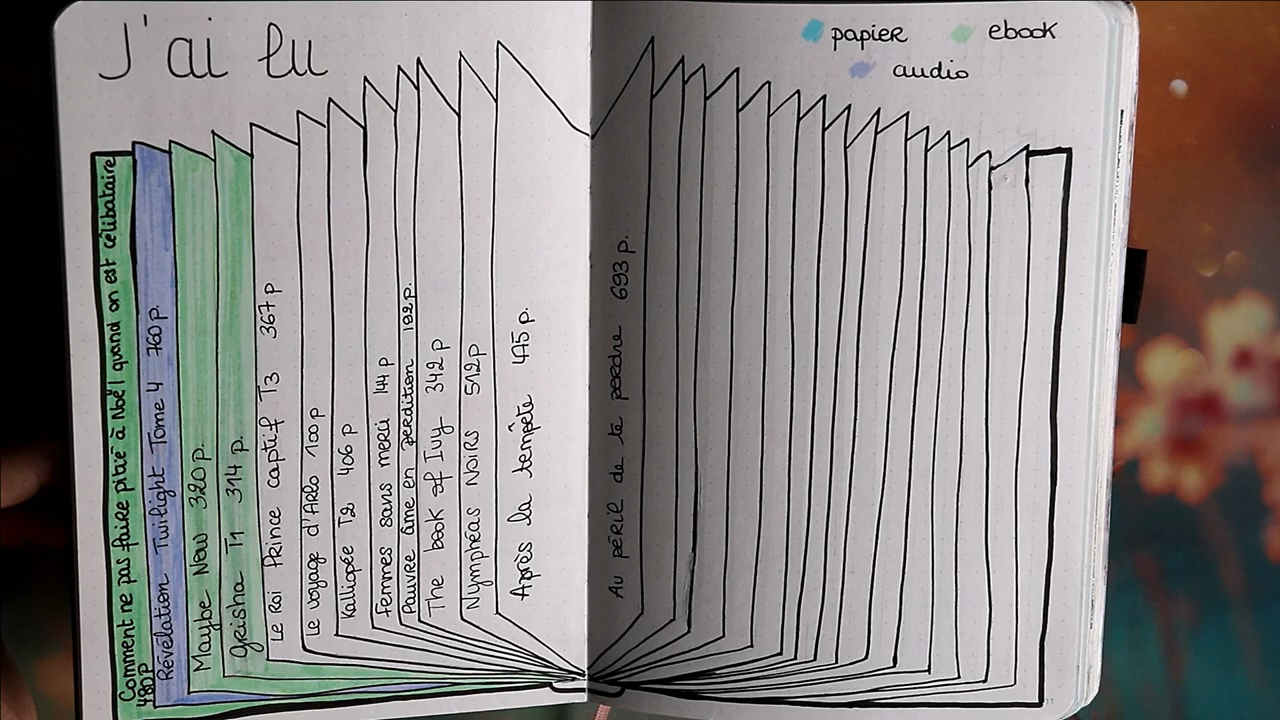 J'ai lu
papier
ebook
audio
Comment ne pas faire pitié à Noël quand on est célibataire
480 p
Révélation Twilight Tome 4 760 p.
Maybe Now 320 p.
Grisha T1 314 p.
Le Roi Prince captif T3 367 p
Le voyage d'Arlo 100 p
Kalliopée T2 406 p
Femmes sans merci 144 p
Pauvre âme en perdition 182 p.
The book of Ivy 342 p
Nymphéas Noirs 512 p
Après la tempête 475 p.
Au péril de te perdre 693 p.